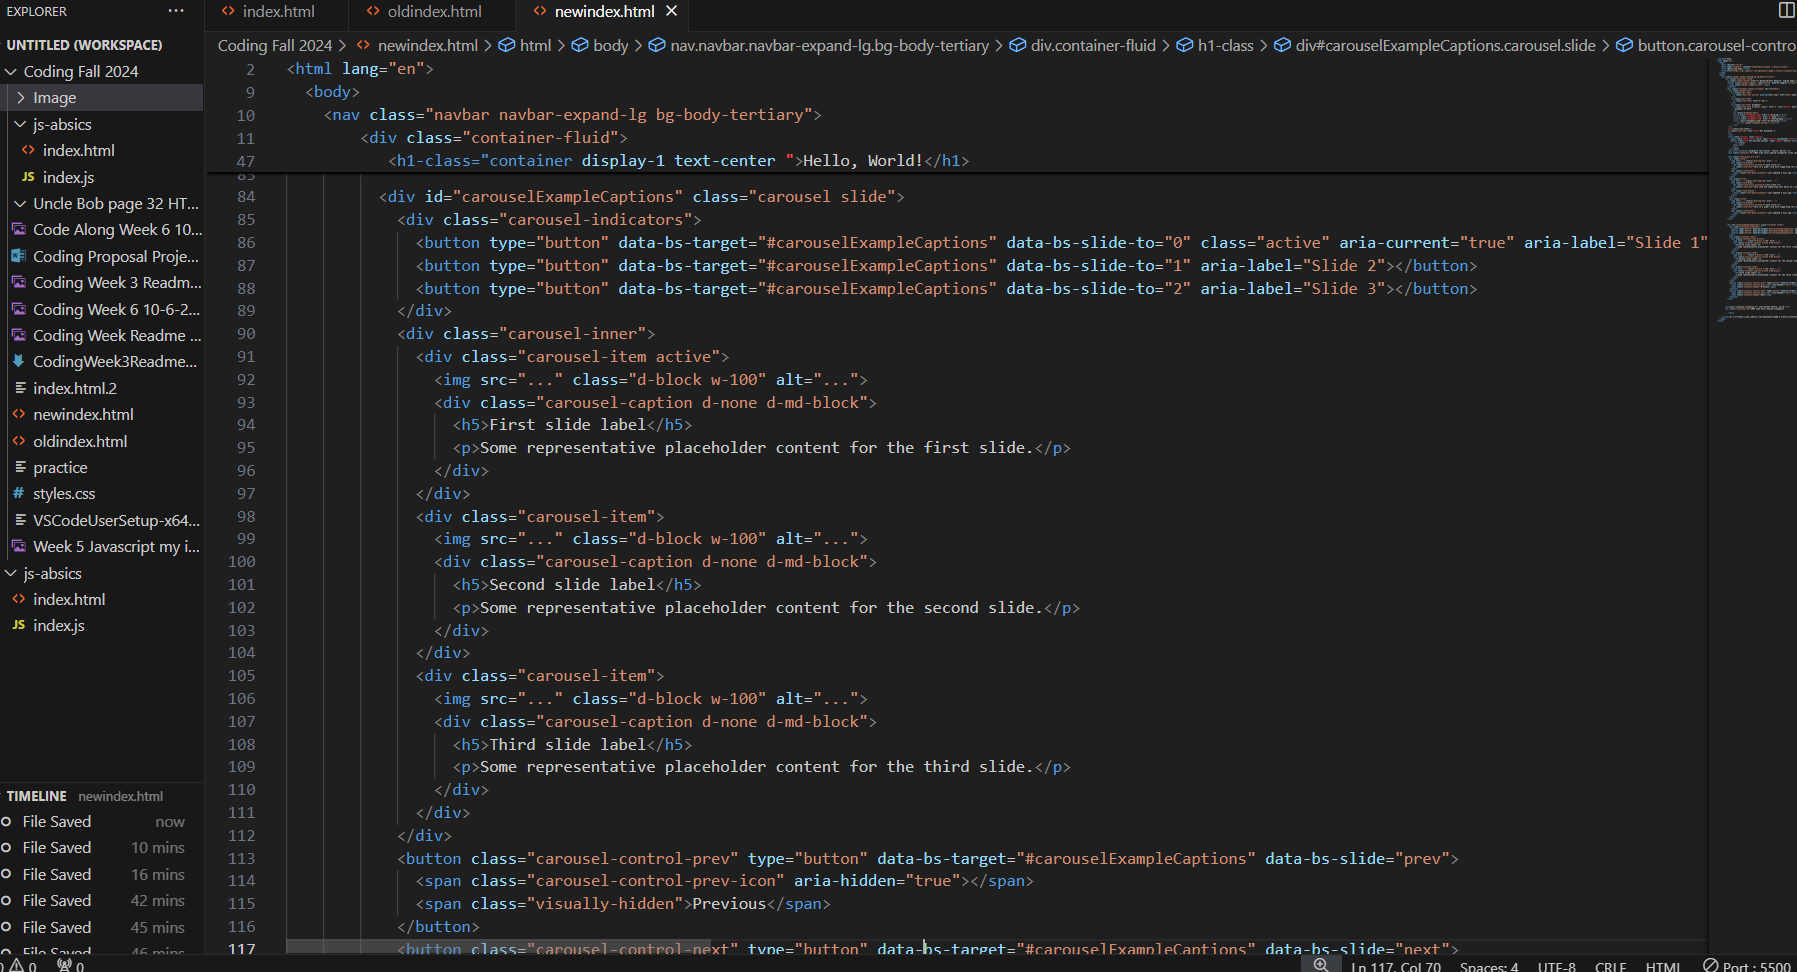 EXPLORER
···
index.html
oldindex.html
newindex.html
UNTITLED (WORKSPACE)
Coding Fall 2024
Image
js-absics
index.html
JS index.js
Uncle Bob page 32 HT...
Code Along Week 6 10...
Coding Proposal Proje...
Coding Week 3 Readm...
Coding Week 6 10-6-2...
Coding Week Readme ...
CodingWeek3Readme...
index.html.2
newindex.html
oldindex.html
practice
# styles.css
VSCodeUserSetup-x64...
Week 5 Javascript my i...
js-absics
index.html
JS index.js
TIMELINE newindex.html
File Saved now
File Saved 10 mins
File Saved 16 mins
File Saved 42 mins
File Saved 45 mins
File Saved 46 mins
Coding Fall 2024 > newindex.html > html > body > nav.navbar.navbar-expand-lg.bg-body-tertiary > div.container-fluid > h1-class > div#carouselExampleCaptions.carousel.slide > button.carousel-contro
2 <html lang="en">
9 <body>
10 <nav class="navbar navbar-expand-lg bg-body-tertiary">
11 <div class="container-fluid">
47 <h1-class="container display-1 text-center ">Hello, World!</h1>
83
84 <div id="carouselExampleCaptions" class="carousel slide">
85 <div class="carousel-indicators">
86 <button type="button" data-bs-target="#carouselExampleCaptions" data-bs-slide-to="0" class="active" aria-current="true" aria-label="Slide 1"
87 <button type="button" data-bs-target="#carouselExampleCaptions" data-bs-slide-to="1" aria-label="Slide 2"></button>
88 <button type="button" data-bs-target="#carouselExampleCaptions" data-bs-slide-to="2" aria-label="Slide 3"></button>
89 </div>
90 <div class="carousel-inner">
91 <div class="carousel-item active">
92 <img src="..." class="d-block w-100" alt="...">
93 <div class="carousel-caption d-none d-md-block">
94 <h5>First slide label</h5>
95 <p>Some representative placeholder content for the first slide.</p>
96 </div>
97 </div>
98 <div class="carousel-item">
99 <img src="..." class="d-block w-100" alt="...">
100 <div class="carousel-caption d-none d-md-block">
101 <h5>Second slide label</h5>
102 <p>Some representative placeholder content for the second slide.</p>
103 </div>
104 </div>
105 <div class="carousel-item">
106 <img src="..." class="d-block w-100" alt="...">
107 <div class="carousel-caption d-none d-md-block">
108 <h5>Third slide label</h5>
109 <p>Some representative placeholder content for the third slide.</p>
110 </div>
111 </div>
112 </div>
113 <button class="carousel-control-prev" type="button" data-bs-target="#carouselExampleCaptions" data-bs-slide="prev">
114 <span class="carousel-control-prev-icon" aria-hidden="true"></span>
115 <span class="visually-hidden">Previous</span>
116 </button>
117 <button class="carousel-control-next" type="button" data-bs-target="#carouselExampleCaptions" data-bs-slide="next">
0 0 0 Ln 117, Col 70 Spaces: 4 UTF-8 CRLF HTML Port : 5500